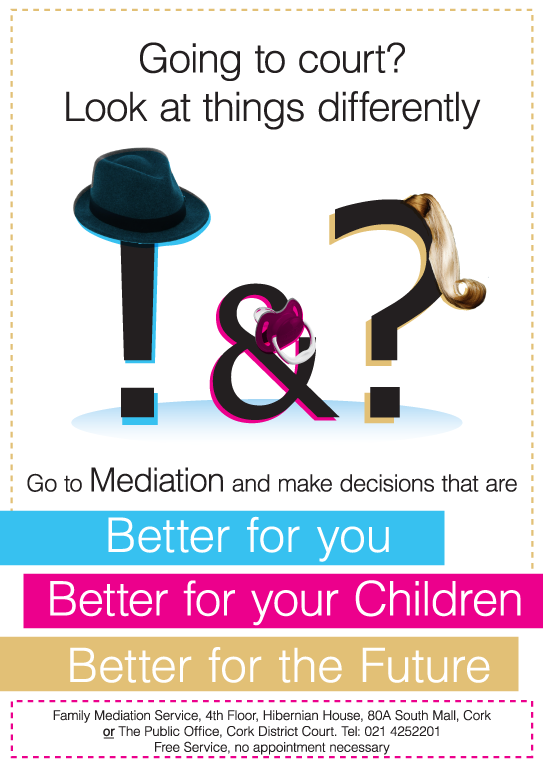 Going to court?
Look at things differently
! & ?
Go to Mediation and make decisions that are
Better for you
Better for your Children
Better for the Future
Family Mediation Service, 4th Floor, Hibernian House, 80A South Mall, Cork
or The Public Office, Cork District Court. Tel: 021 4252201
Free Service, no appointment necessary